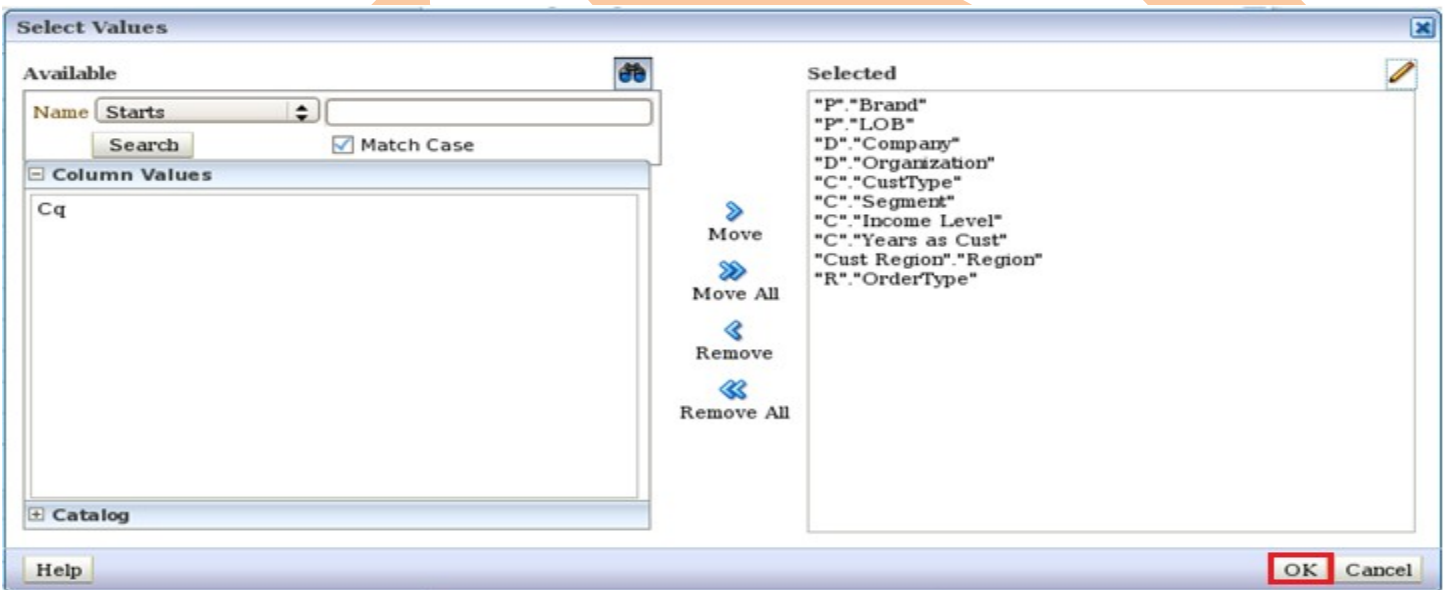 Select Values
Available
Name Starts
Search Match Case
Column Values
Cq
Catalog
Move
Move All
Remove
Remove All
Selected
"P"."Brand"
"P"."LOB"
"D"."Company"
"D"."Organization"
"C"."CustType"
"C"."Segment"
"C"."Income Level"
"C"."Years as Cust"
"Cust Region"."Region"
"R"."OrderType"
Help OK Cancel